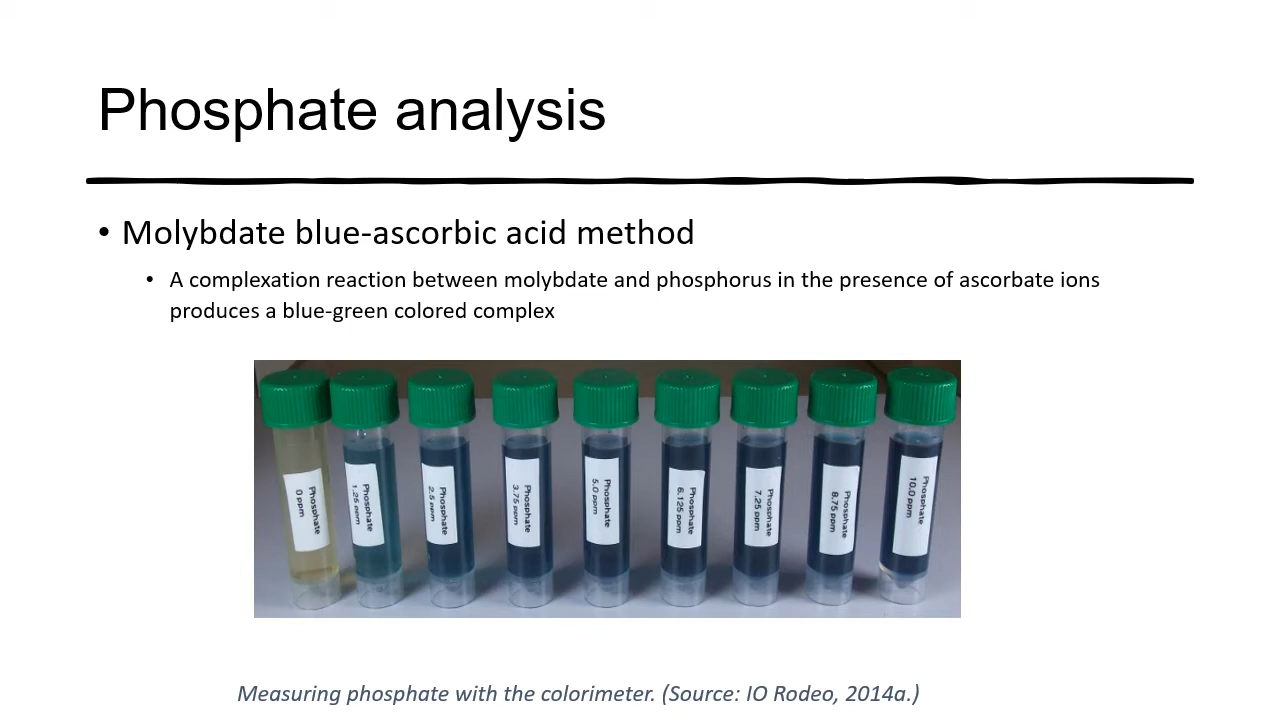 Phosphate analysis
• Molybdate blue-ascorbic acid method
• A complexation reaction between molybdate and phosphorus in the presence of ascorbate ions
produces a blue-green colored complex
Phosphate
0 ppm
Phosphate
1.25 ppm
Phosphate
2.5 ppm
Phosphate
3.75 ppm
Phosphate
5.0 ppm
Phosphate
6.125 ppm
Phosphate
7.25 ppm
Phosphate
8.75 ppm
Phosphate
10.0 ppm
Measuring phosphate with the colorimeter. (Source: IO Rodeo, 2014a.)